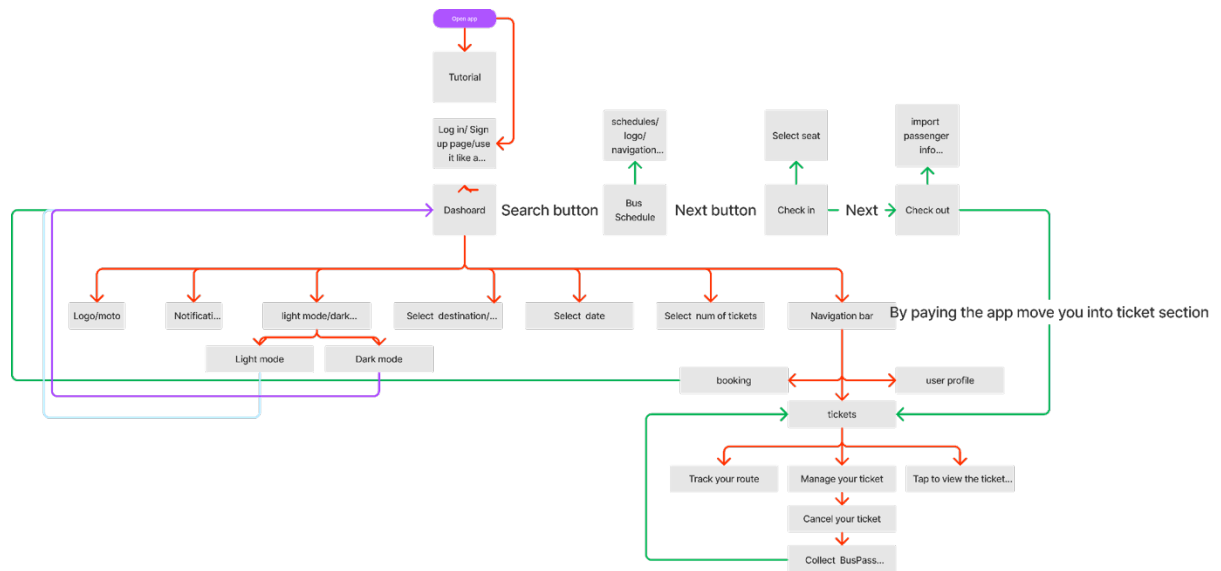 Open app
Tutorial
Log in/ Sign
up page/use
it like a...
schedules/
logo/
navigation...
Select seat
import
passenger
info...
Dashoard
Search button
Bus
Schedule
Next button
Check in
Next
Check out
Logo/moto
Notificati...
light mode/dark...
Select destination/...
Select date
Select num of tickets
Navigation bar
By paying the app move you into ticket section
Light mode
Dark mode
booking
user profile
tickets
Track your route
Manage your ticket
Tap to view the ticket...
Cancel your ticket
Collect BusPass...